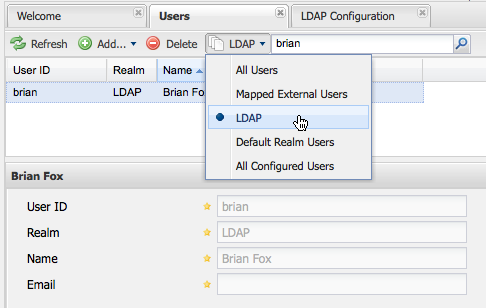 Welcome Users LDAP Configuration
Refresh Add... Delete LDAP brian
User ID Realm Name
brian LDAP Brian Fo
All Users
Mapped External Users
LDAP
Default Realm Users
All Configured Users
Brian Fox
User ID brian
Realm LDAP
Name Brian Fox
Email